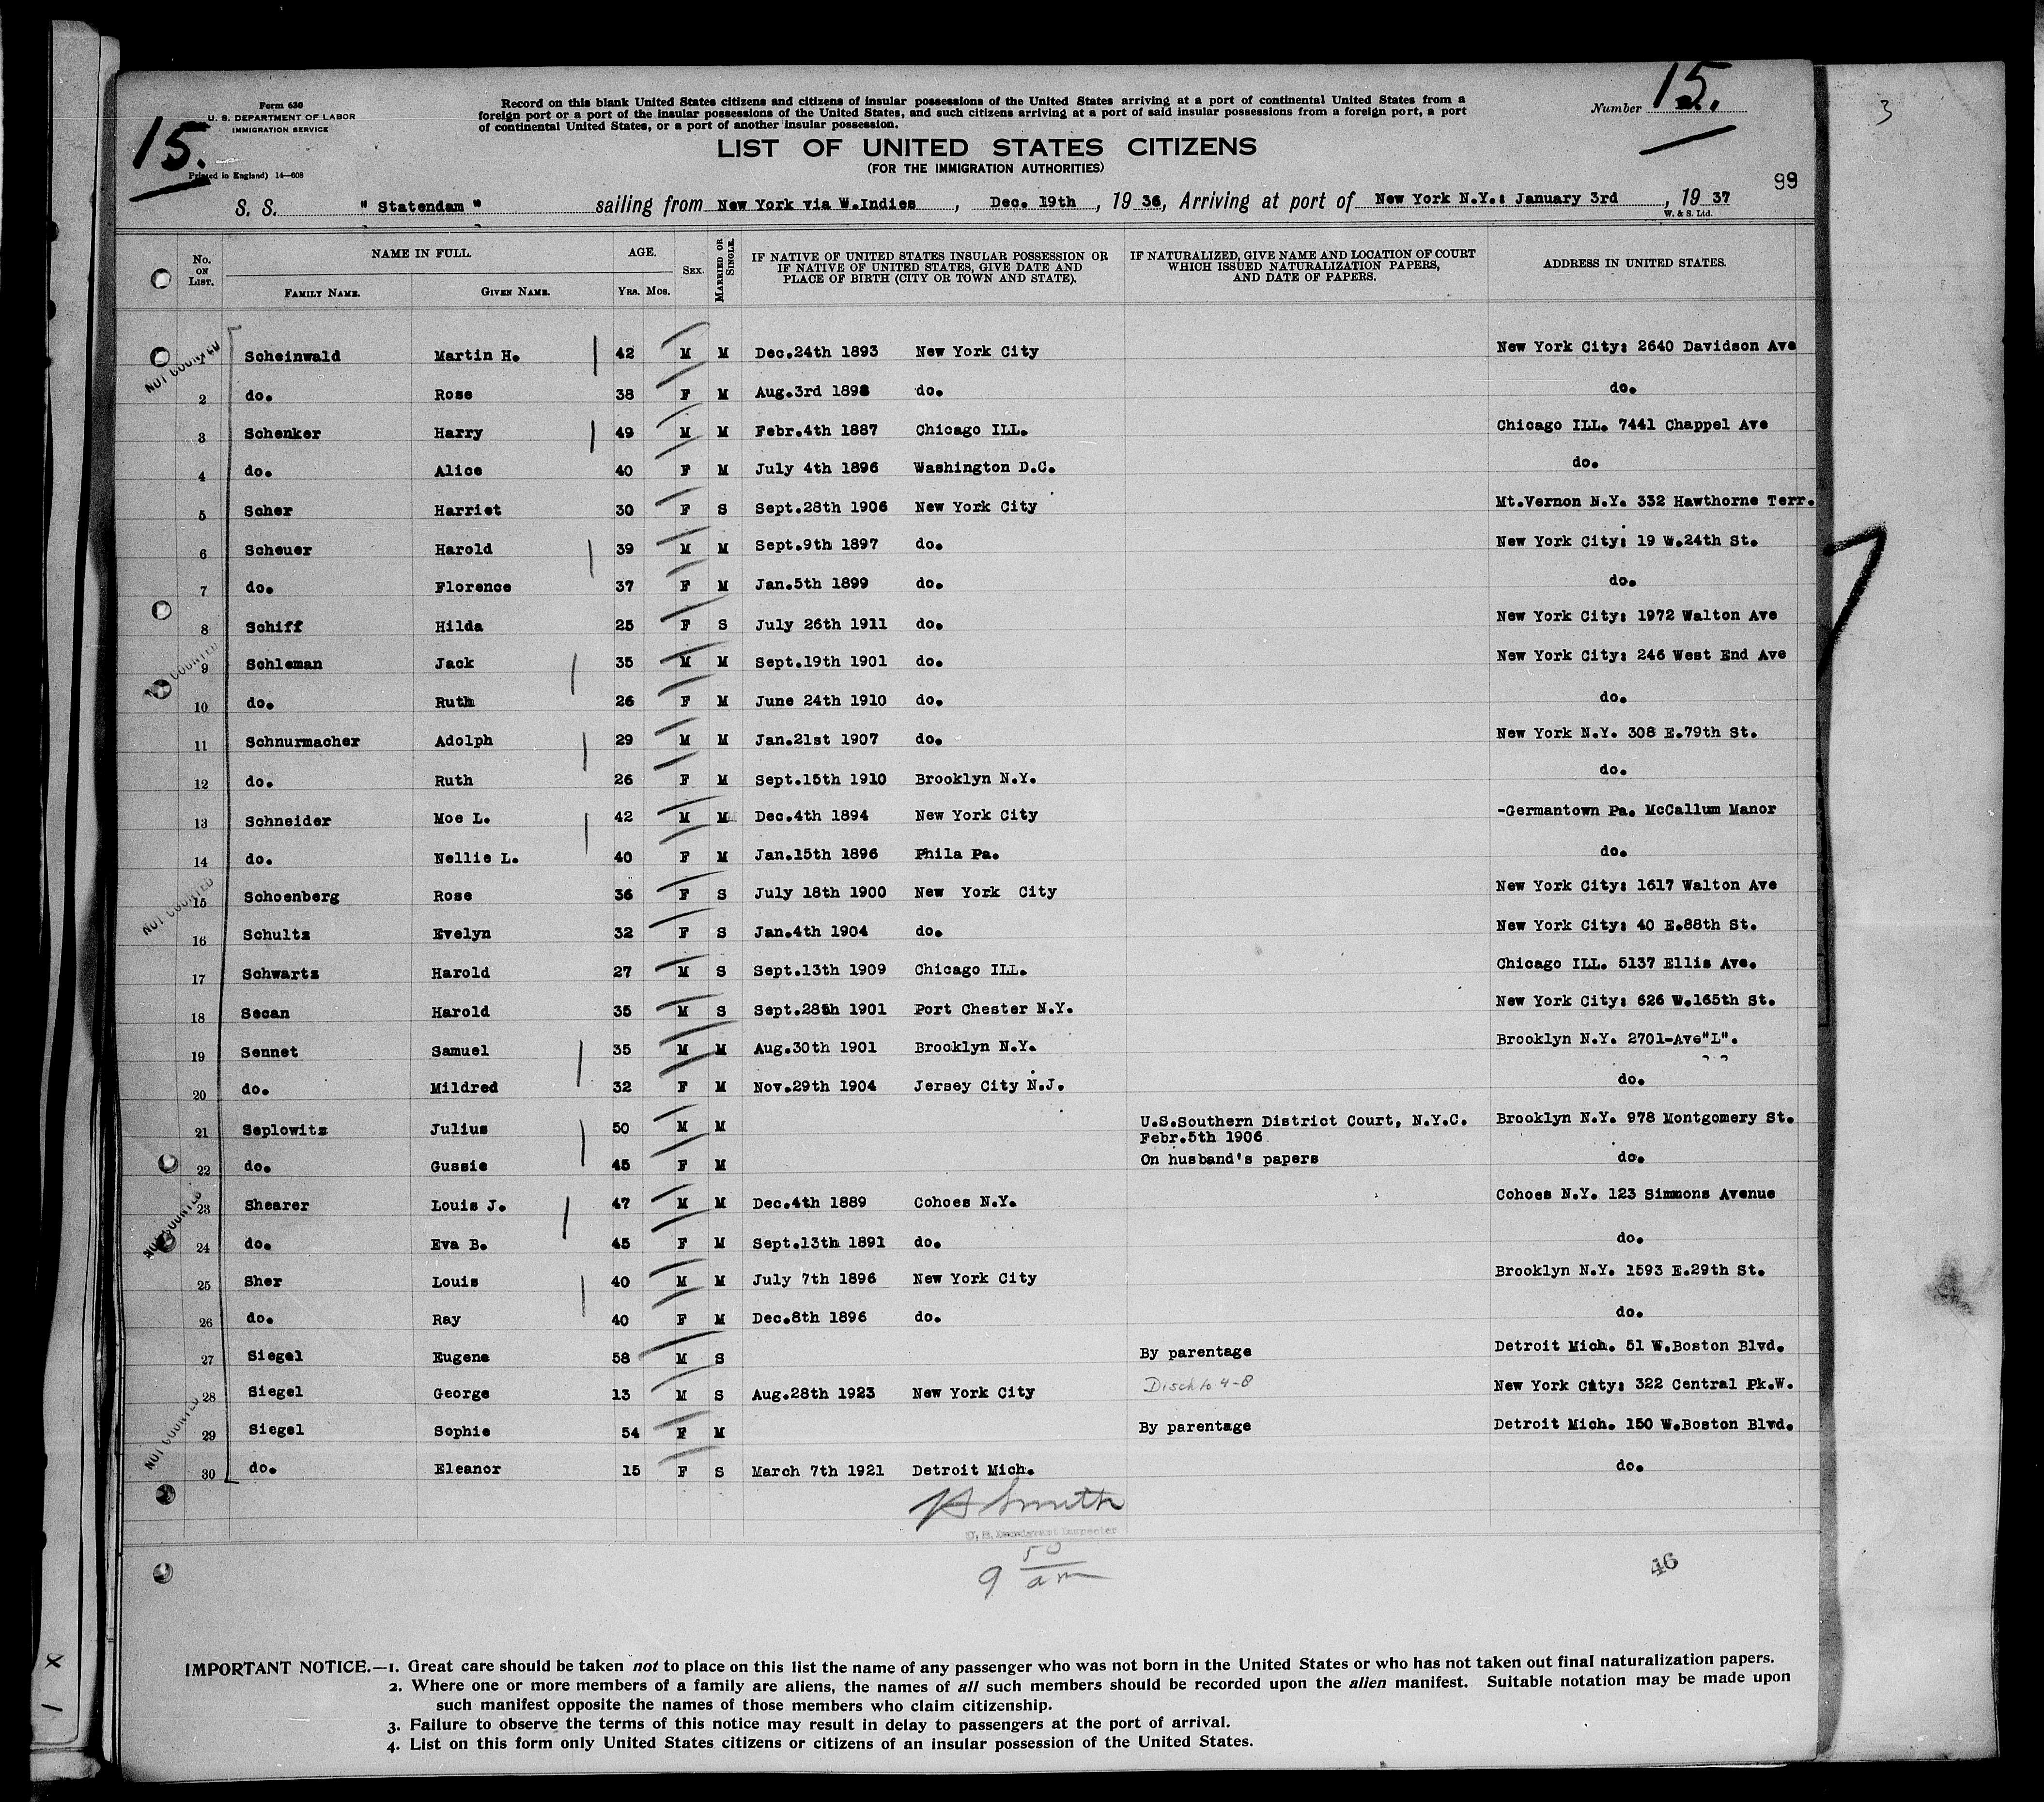 Form 630
U. S. DEPARTMENT OF LABOR
IMMIGRATION SERVICE
15.
Printed in England) 14—608
Record on this blank United States citizens and citizens of insular possessions of the United States arriving at a port of continental United States from a
foreign port or a port of the insular possessions of the United States, and such citizens arriving at a port of said insular possessions from a foreign port, a port
of continental United States, or a port of another insular possession.
Number 15.
3
LIST OF UNITED STATES CITIZENS
(FOR THE IMMIGRATION AUTHORITIES)
99
S. S. "Statendam" sailing from New York via W.Indies, Dec. 19th, 19 36, Arriving at port of New York N.Y.: January 3rd, 19 37
W. & S. Ltd.
No. ON LIST. NAME IN FULL. FAMILY NAME. GIVEN NAME. AGE. YRS. MOS. SEX. MARRIED OR SINGLE. IF NATIVE OF UNITED STATES INSULAR POSSESSION OR IF NATIVE OF UNITED STATES, GIVE DATE AND PLACE OF BIRTH (CITY OR TOWN AND STATE). IF NATURALIZED, GIVE NAME AND LOCATION OF COURT WHICH ISSUED NATURALIZATION PAPERS, AND DATE OF PAPERS. ADDRESS IN UNITED STATES.
NOT COUNTED
Scheinwald Martin H. 42 M M Dec.24th 1893 New York City New York City: 2640 Davidson Ave
2 do. Rose 38 F M Aug.3rd 1898 do. do.
3 Schenker Harry 49 M M Febr.4th 1887 Chicago ILL. Chicago ILL. 7441 Chappel Ave
4 do. Alice 40 F M July 4th 1896 Washington D.C. do.
5 Scher Harriet 30 F S Sept.28th 1906 New York City Mt.Vernon N.Y. 332 Hawthorne Terr.
6 Scheuer Harold 39 M M Sept.9th 1897 do. New York City: 19 W.24th St.
7 do. Florence 37 F M Jan.5th 1899 do. do.
8 Schiff Hilda 25 F S July 26th 1911 do. New York City: 1972 Walton Ave
9 Schleman Jack 35 M M Sept.19th 1901 do. New York City: 246 West End Ave
10 do. Ruth 26 F M June 24th 1910 do. do.
11 Schnurmacher Adolph 29 M M Jan.21st 1907 do. New York N.Y. 308 E.79th St.
12 do. Ruth 26 F M Sept.15th 1910 Brooklyn N.Y. do.
13 Schneider Moe L. 42 M M Dec.4th 1894 New York City -Germantown Pa. McCallum Manor
14 do. Nellie L. 40 F M Jan.15th 1896 Phila Pa. do.
NOT COUNTED
15 Schoenberg Rose 36 F S July 18th 1900 New York City New York City: 1617 Walton Ave
16 Schultz Evelyn 32 F S Jan.4th 1904 do. New York City: 40 E.88th St.
17 Schwartz Harold 27 M S Sept.13th 1909 Chicago ILL. Chicago ILL. 5137 Ellis Ave.
18 Secan Harold 35 M S Sept.28th 1901 Port Chester N.Y. New York City: 626 W.165th St.
19 Sennet Samuel 35 M M Aug.30th 1901 Brooklyn N.Y. Brooklyn N.Y. 2701-Ave"L".
20 do. Mildred 32 F M Nov.29th 1904 Jersey City N.J. do.
21 Seplowitz Julius 50 M M U.S.Southern District Court, N.Y.C. Febr.5th 1906 Brooklyn N.Y. 978 Montgomery St.
22 do. Gussie 45 F M On husband's papers do.
NOT COUNTED
23 Shearer Louis J. 47 M M Dec.4th 1889 Cohoes N.Y. Cohoes N.Y. 123 Simmons Avenue
24 do. Eva B. 45 F M Sept.13th 1891 do. do.
25 Sher Louis 40 M M July 7th 1896 New York City Brooklyn N.Y. 1593 E.29th St.
26 do. Ray 40 F M Dec.8th 1896 do. do.
27 Siegel Eugene 58 M S By parentage Detroit Mich. 51 W.Boston Blvd.
28 Siegel George 13 M S Aug.28th 1923 New York City Disch to 4-8 New York City: 322 Central Pk.W.
NOT COUNTED
29 Siegel Sophie 54 F M By parentage Detroit Mich. 150 W.Boston Blvd.
30 do. Eleanor 15 F S March 7th 1921 Detroit Mich. do.
Smith
U. S. Immigrant Inspector
9 50 am
46
IMPORTANT NOTICE.—1. Great care should be taken not to place on this list the name of any passenger who was not born in the United States or who has not taken out final naturalization papers.
2. Where one or more members of a family are aliens, the names of all such members should be recorded upon the alien manifest. Suitable notation may be made upon
such manifest opposite the names of those members who claim citizenship.
3. Failure to observe the terms of this notice may result in delay to passengers at the port of arrival.
4. List on this form only United States citizens or citizens of an insular possession of the United States.